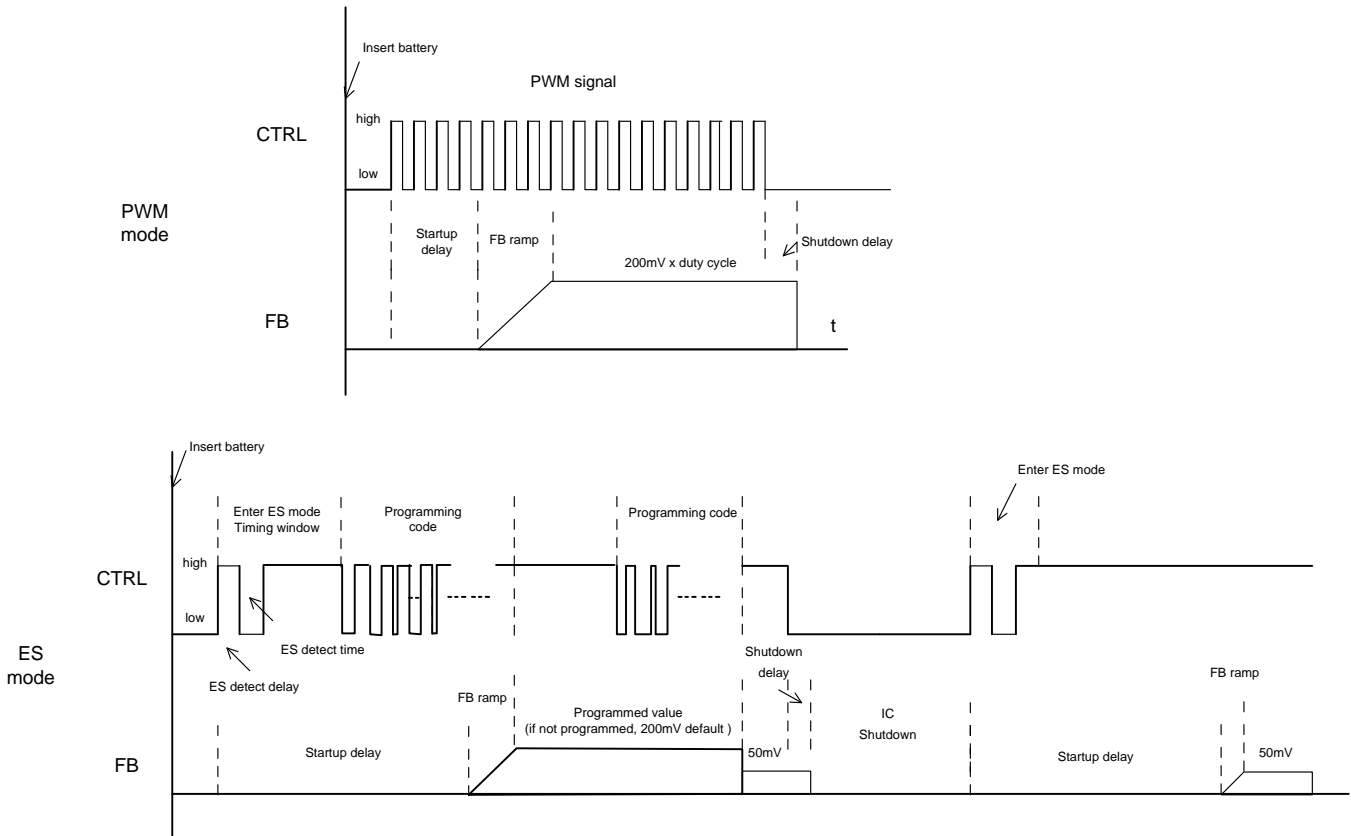 Insert battery
PWM signal
high
CTRL
low
PWM
mode
Startup
delay
FB ramp
Shutdown delay
200mV x duty cycle
FB
t
Insert battery
Enter ES mode
Enter ES mode
Timing window
Programming
code
Programming code
high
CTRL
low
ES detect time
ES
mode
ES detect delay
Shutdown
delay
FB ramp
FB ramp
Programmed value
(if not programmed, 200mV default )
IC
Shutdown
Startup delay
50mV
Startup delay
50mV
FB